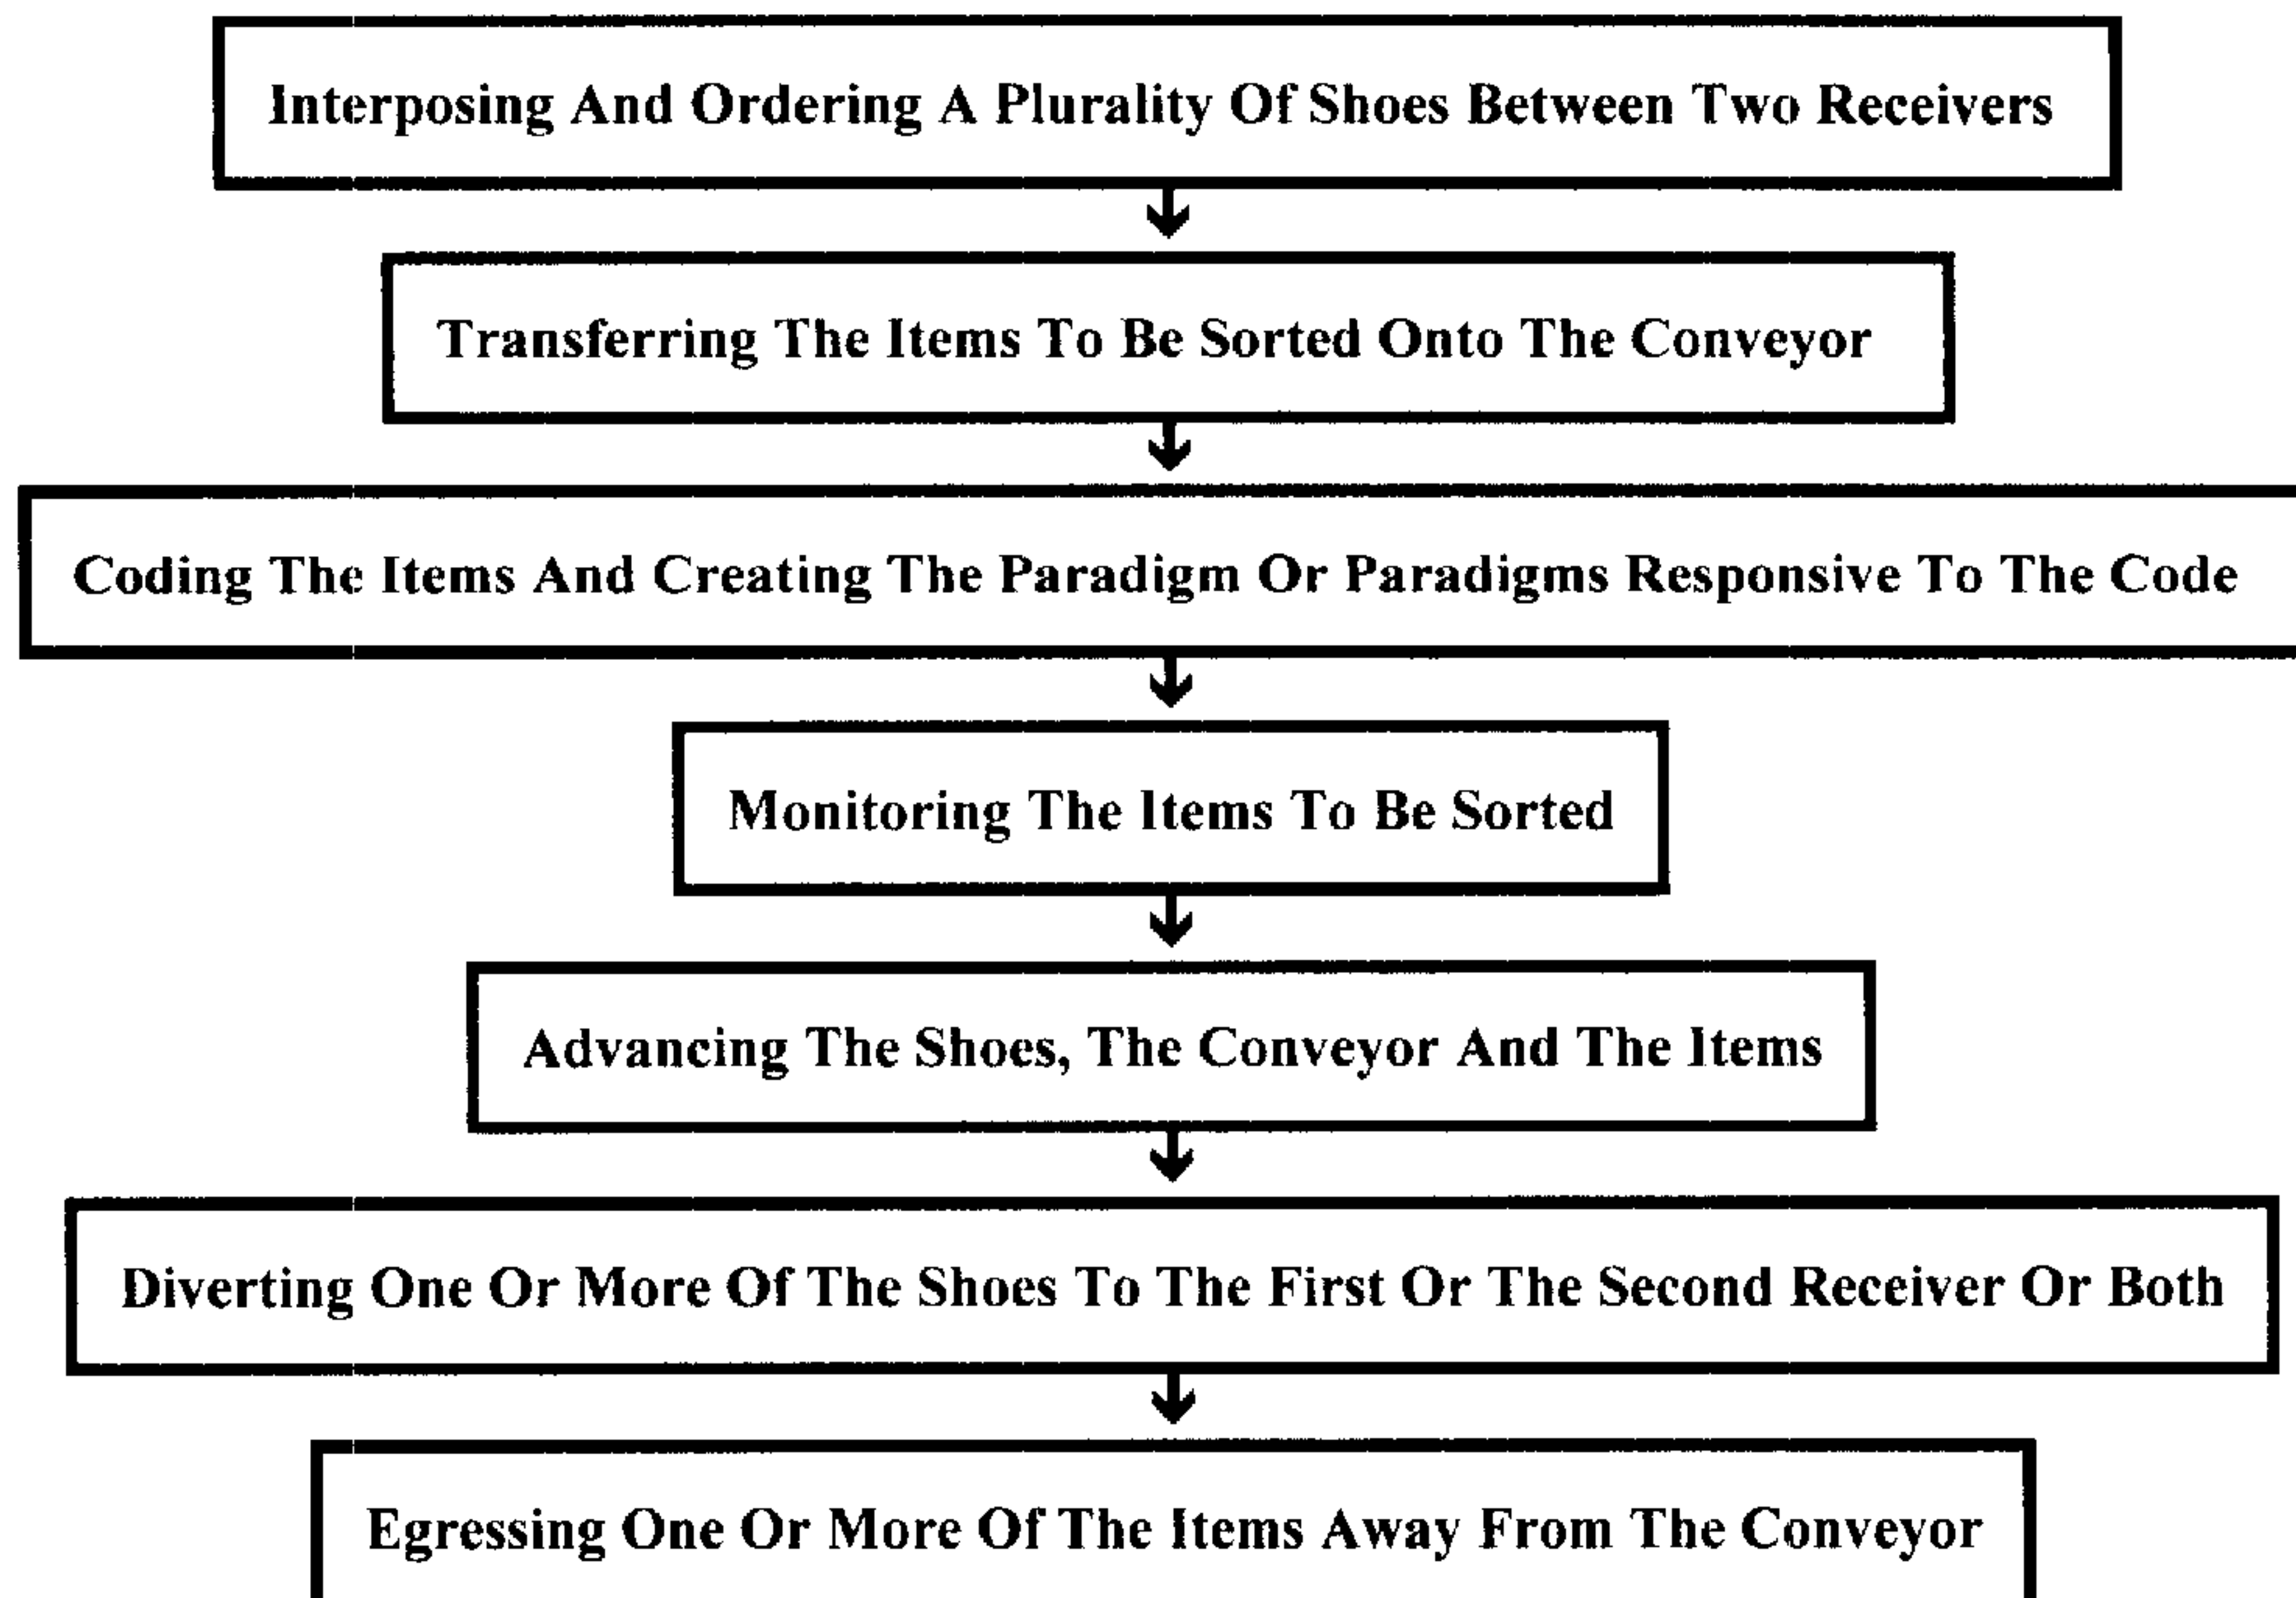 Interposing And Ordering A Plurality Of Shoes Between Two Receivers
Transferring The Items To Be Sorted Onto The Conveyor
Coding The Items And Creating The Paradigm Or Paradigms Responsive To The Code
Monitoring The Items To Be Sorted
Advancing The Shoes, The Conveyor And The Items
Diverting One Or More Of The Shoes To The First Or The Second Receiver Or Both
Egressing One Or More Of The Items Away From The Conveyor